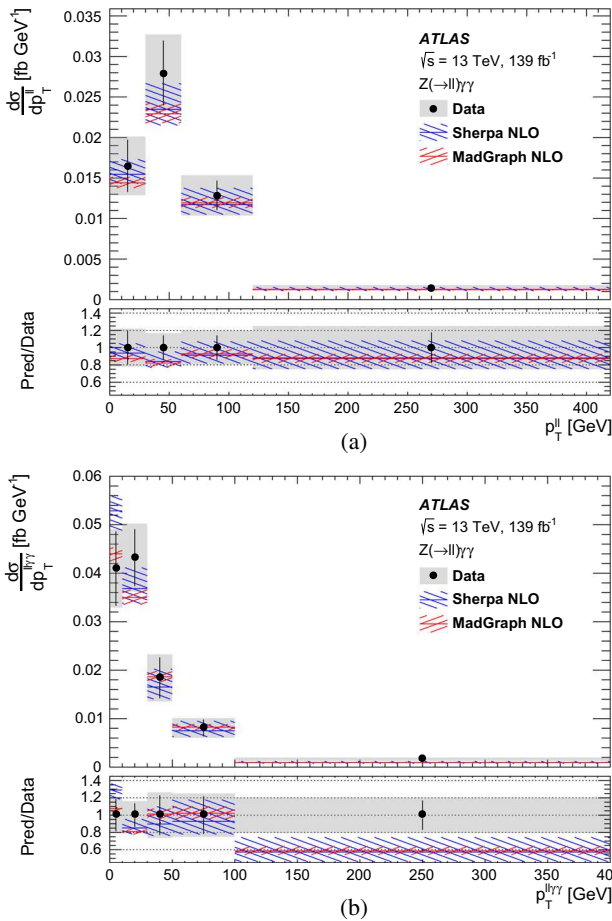 dσ/dp_T^ll [fb GeV⁻¹]
0.035
0.03
0.025
0.02
0.015
0.01
0.005
0
ATLAS
√s = 13 TeV, 139 fb⁻¹
Z(→ll)γγ
Data
Sherpa NLO
MadGraph NLO
Pred/Data
1.4
1.2
1
0.8
0.6
0 50 100 150 200 250 300 350 400
p_T^ll [GeV]
(a)
dσ/dp_T^llγγ [fb GeV⁻¹]
0.06
0.05
0.04
0.03
0.02
0.01
0
ATLAS
√s = 13 TeV, 139 fb⁻¹
Z(→ll)γγ
Data
Sherpa NLO
MadGraph NLO
Pred/Data
1.4
1.2
1
0.8
0.6
0 50 100 150 200 250 300 350 400
p_T^llγγ [GeV]
(b)